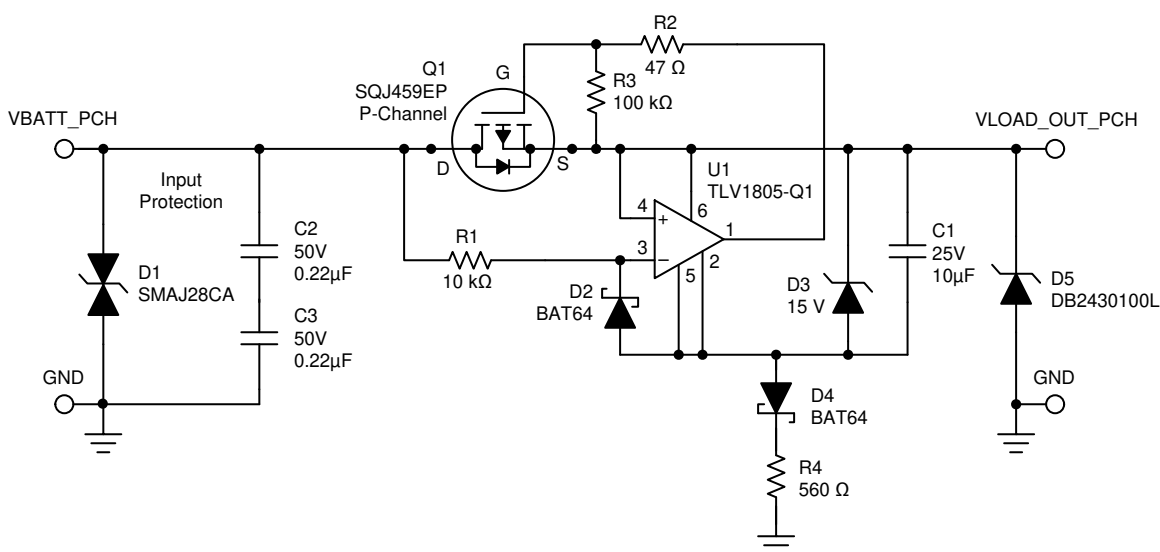 R2
47 Ω
Q1
SQJ459EP
P-Channel
G
R3
100 kΩ
VBATT_PCH
VLOAD_OUT_PCH
D
S
Input
Protection
U1
TLV1805-Q1
4
+
6
1
3
−
5
2
C2
50V
0.22µF
R1
10 kΩ
C1
25V
10µF
D1
SMAJ28CA
D2
BAT64
D3
15 V
D5
DB2430100L
C3
50V
0.22µF
GND
GND
D4
BAT64
R4
560 Ω